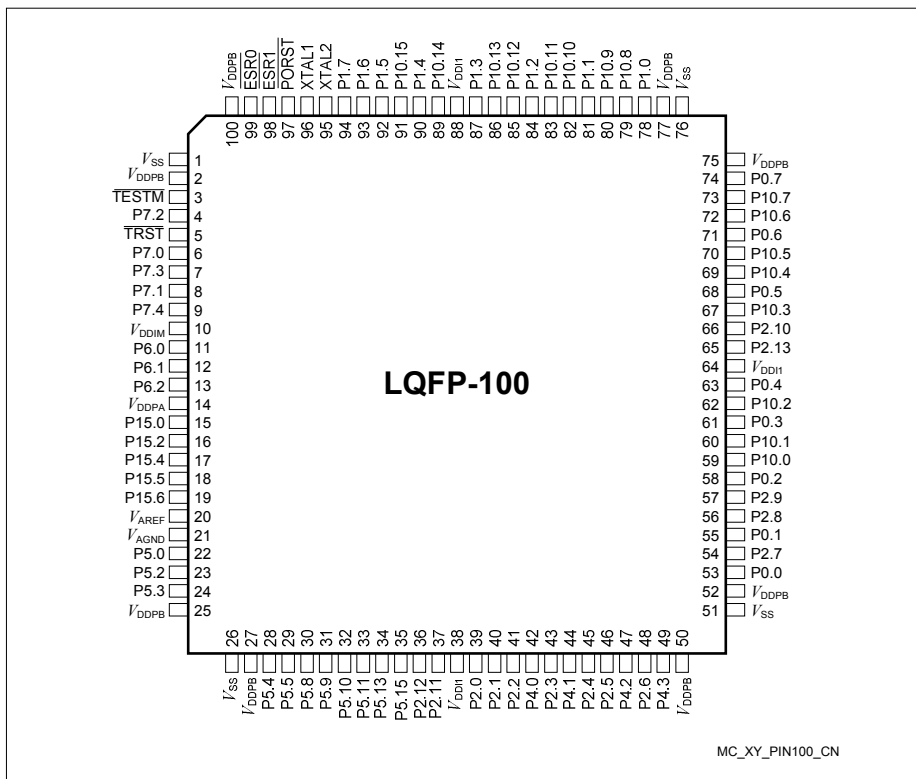 VDDPB ESR0 ESR1 PORST XTAL1 XTAL2 P1.7 P1.6 P1.5 P10.15 P1.4 P10.14 VDDI1 P1.3 P10.13 P10.12 P1.2 P10.11 P10.10 P1.1 P10.9 P10.8 P1.0 VDDPB VSS
100 99 98 97 96 95 94 93 92 91 90 89 88 87 86 85 84 83 82 81 80 79 78 77 76
VSS 1
VDDPB 2
TESTM 3
P7.2 4
TRST 5
P7.0 6
P7.3 7
P7.1 8
P7.4 9
VDDIM 10
P6.0 11
P6.1 12
P6.2 13
VDDPA 14
P15.0 15
P15.2 16
P15.4 17
P15.5 18
P15.6 19
VAREF 20
VAGND 21
P5.0 22
P5.2 23
P5.3 24
VDDPB 25
LQFP-100
75 VDDPB
74 P0.7
73 P10.7
72 P10.6
71 P0.6
70 P10.5
69 P10.4
68 P0.5
67 P10.3
66 P2.10
65 P2.13
64 VDDI1
63 P0.4
62 P10.2
61 P0.3
60 P10.1
59 P10.0
58 P0.2
57 P2.9
56 P2.8
55 P0.1
54 P2.7
53 P0.0
52 VDDPB
51 VSS
26 27 28 29 30 31 32 33 34 35 36 37 38 39 40 41 42 43 44 45 46 47 48 49 50
VSS VDDPB P5.4 P5.5 P5.8 P5.9 P5.10 P5.11 P5.13 P5.15 P2.12 P2.11 VDDI1 P2.0 P2.1 P2.2 P4.0 P2.3 P4.1 P2.4 P2.5 P4.2 P2.6 P4.3 VDDPB
MC_XY_PIN100_CN